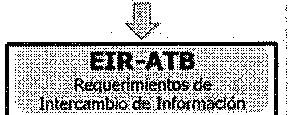 EIR-ATB
Requerimientos de
Intercambio de Información